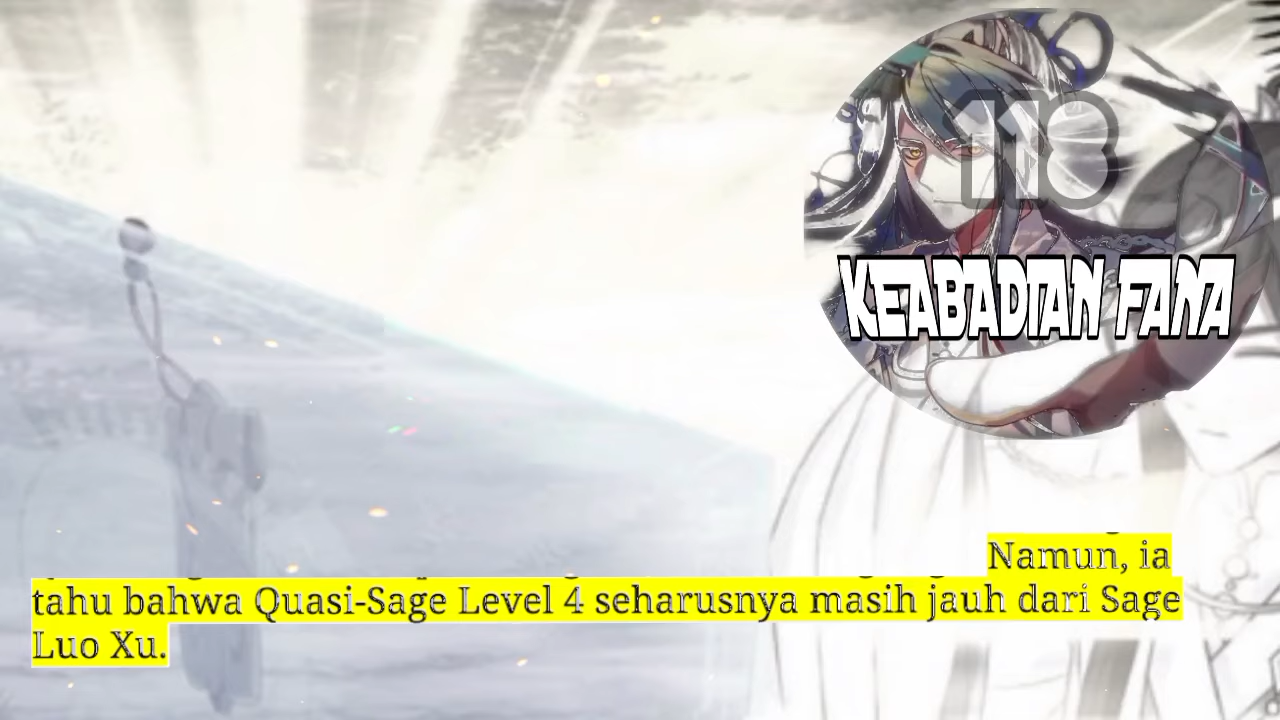 118
KEABADIAN FANA
Namun, ia
tahu bahwa Quasi-Sage Level 4 seharusnya masih jauh dari Sage
Luo Xu.